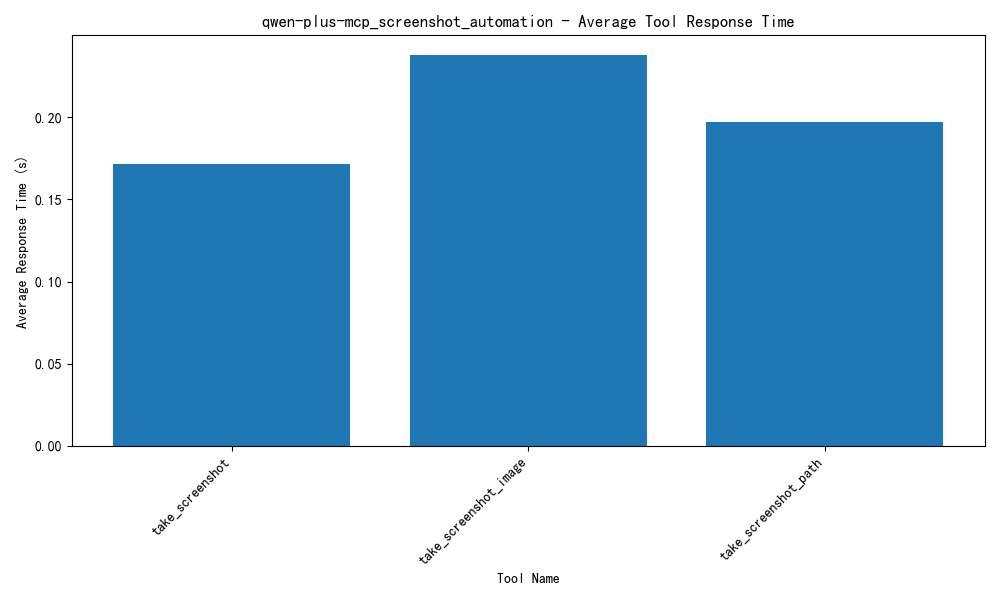 qwen-plus-mcp_screenshot_automation - Average Tool Response Time
Average Response Time (s)
0.20
0.15
0.10
0.05
0.00
take_screenshot
take_screenshot_image
take_screenshot_path
Tool Name